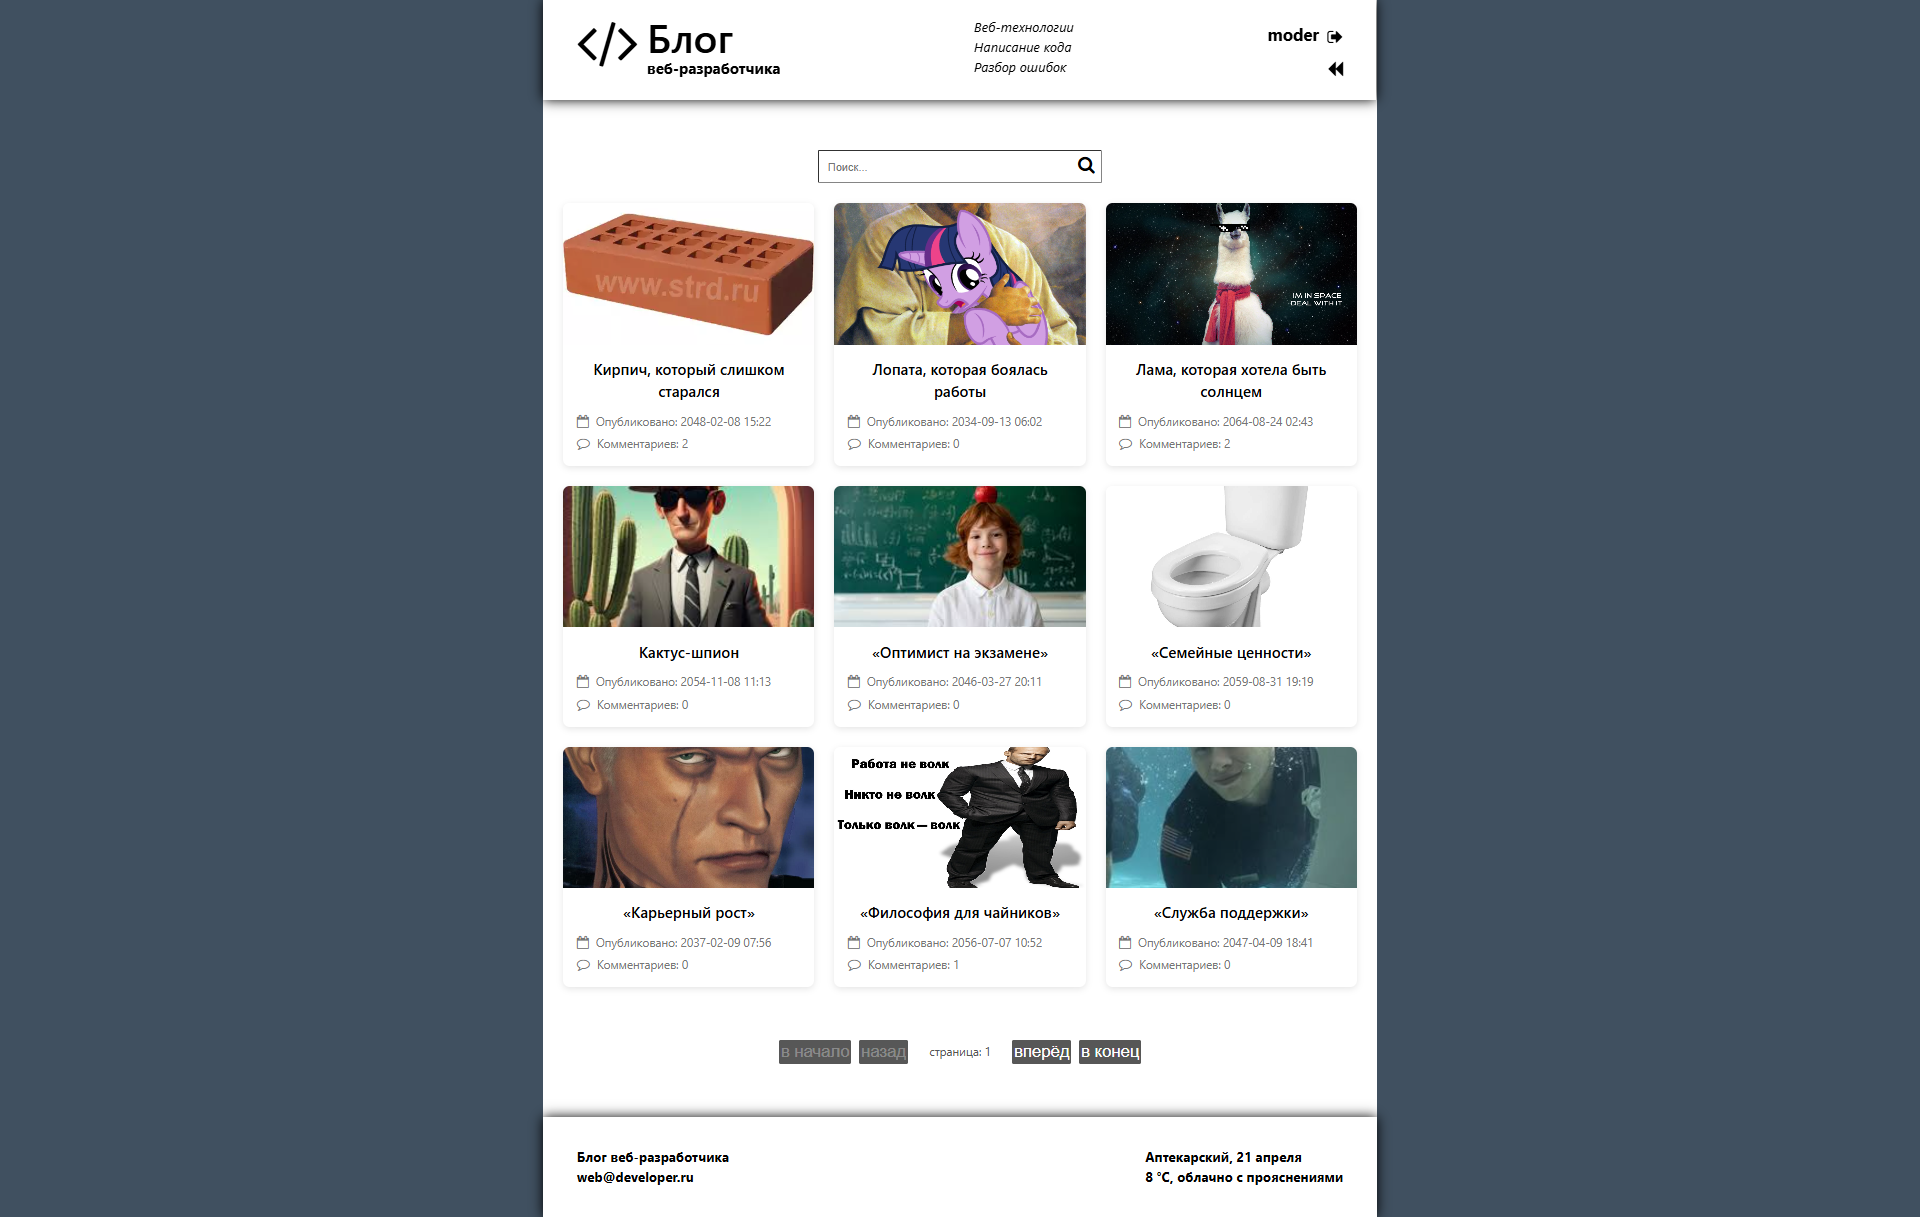 </> Блог
веб-разработчика
Веб-технологии
Написание кода
Разбор ошибок
moder
Поиск...
www.strd.ru
IM IN SPACE
DEAL WITH IT
Кирпич, который слишком
старался
Опубликовано: 2048-02-08 15:22
Комментариев: 2
Лопата, которая боялась
работы
Опубликовано: 2034-09-13 06:02
Комментариев: 0
Лама, которая хотела быть
солнцем
Опубликовано: 2064-08-24 02:43
Комментариев: 2
Кактус-шпион
Опубликовано: 2054-11-08 11:13
Комментариев: 0
«Оптимист на экзамене»
Опубликовано: 2046-03-27 20:11
Комментариев: 0
«Семейные ценности»
Опубликовано: 2059-08-31 19:19
Комментариев: 0
Работа не волк
Никто не волк
Только волк — волк
«Карьерный рост»
Опубликовано: 2037-02-09 07:56
Комментариев: 0
«Философия для чайников»
Опубликовано: 2056-07-07 10:52
Комментариев: 1
«Служба поддержки»
Опубликовано: 2047-04-09 18:41
Комментариев: 0
в начало назад страница: 1 вперёд в конец
Блог веб-разработчика
web@developer.ru
Аптекарский, 21 апреля
8 °C, облачно с прояснениями